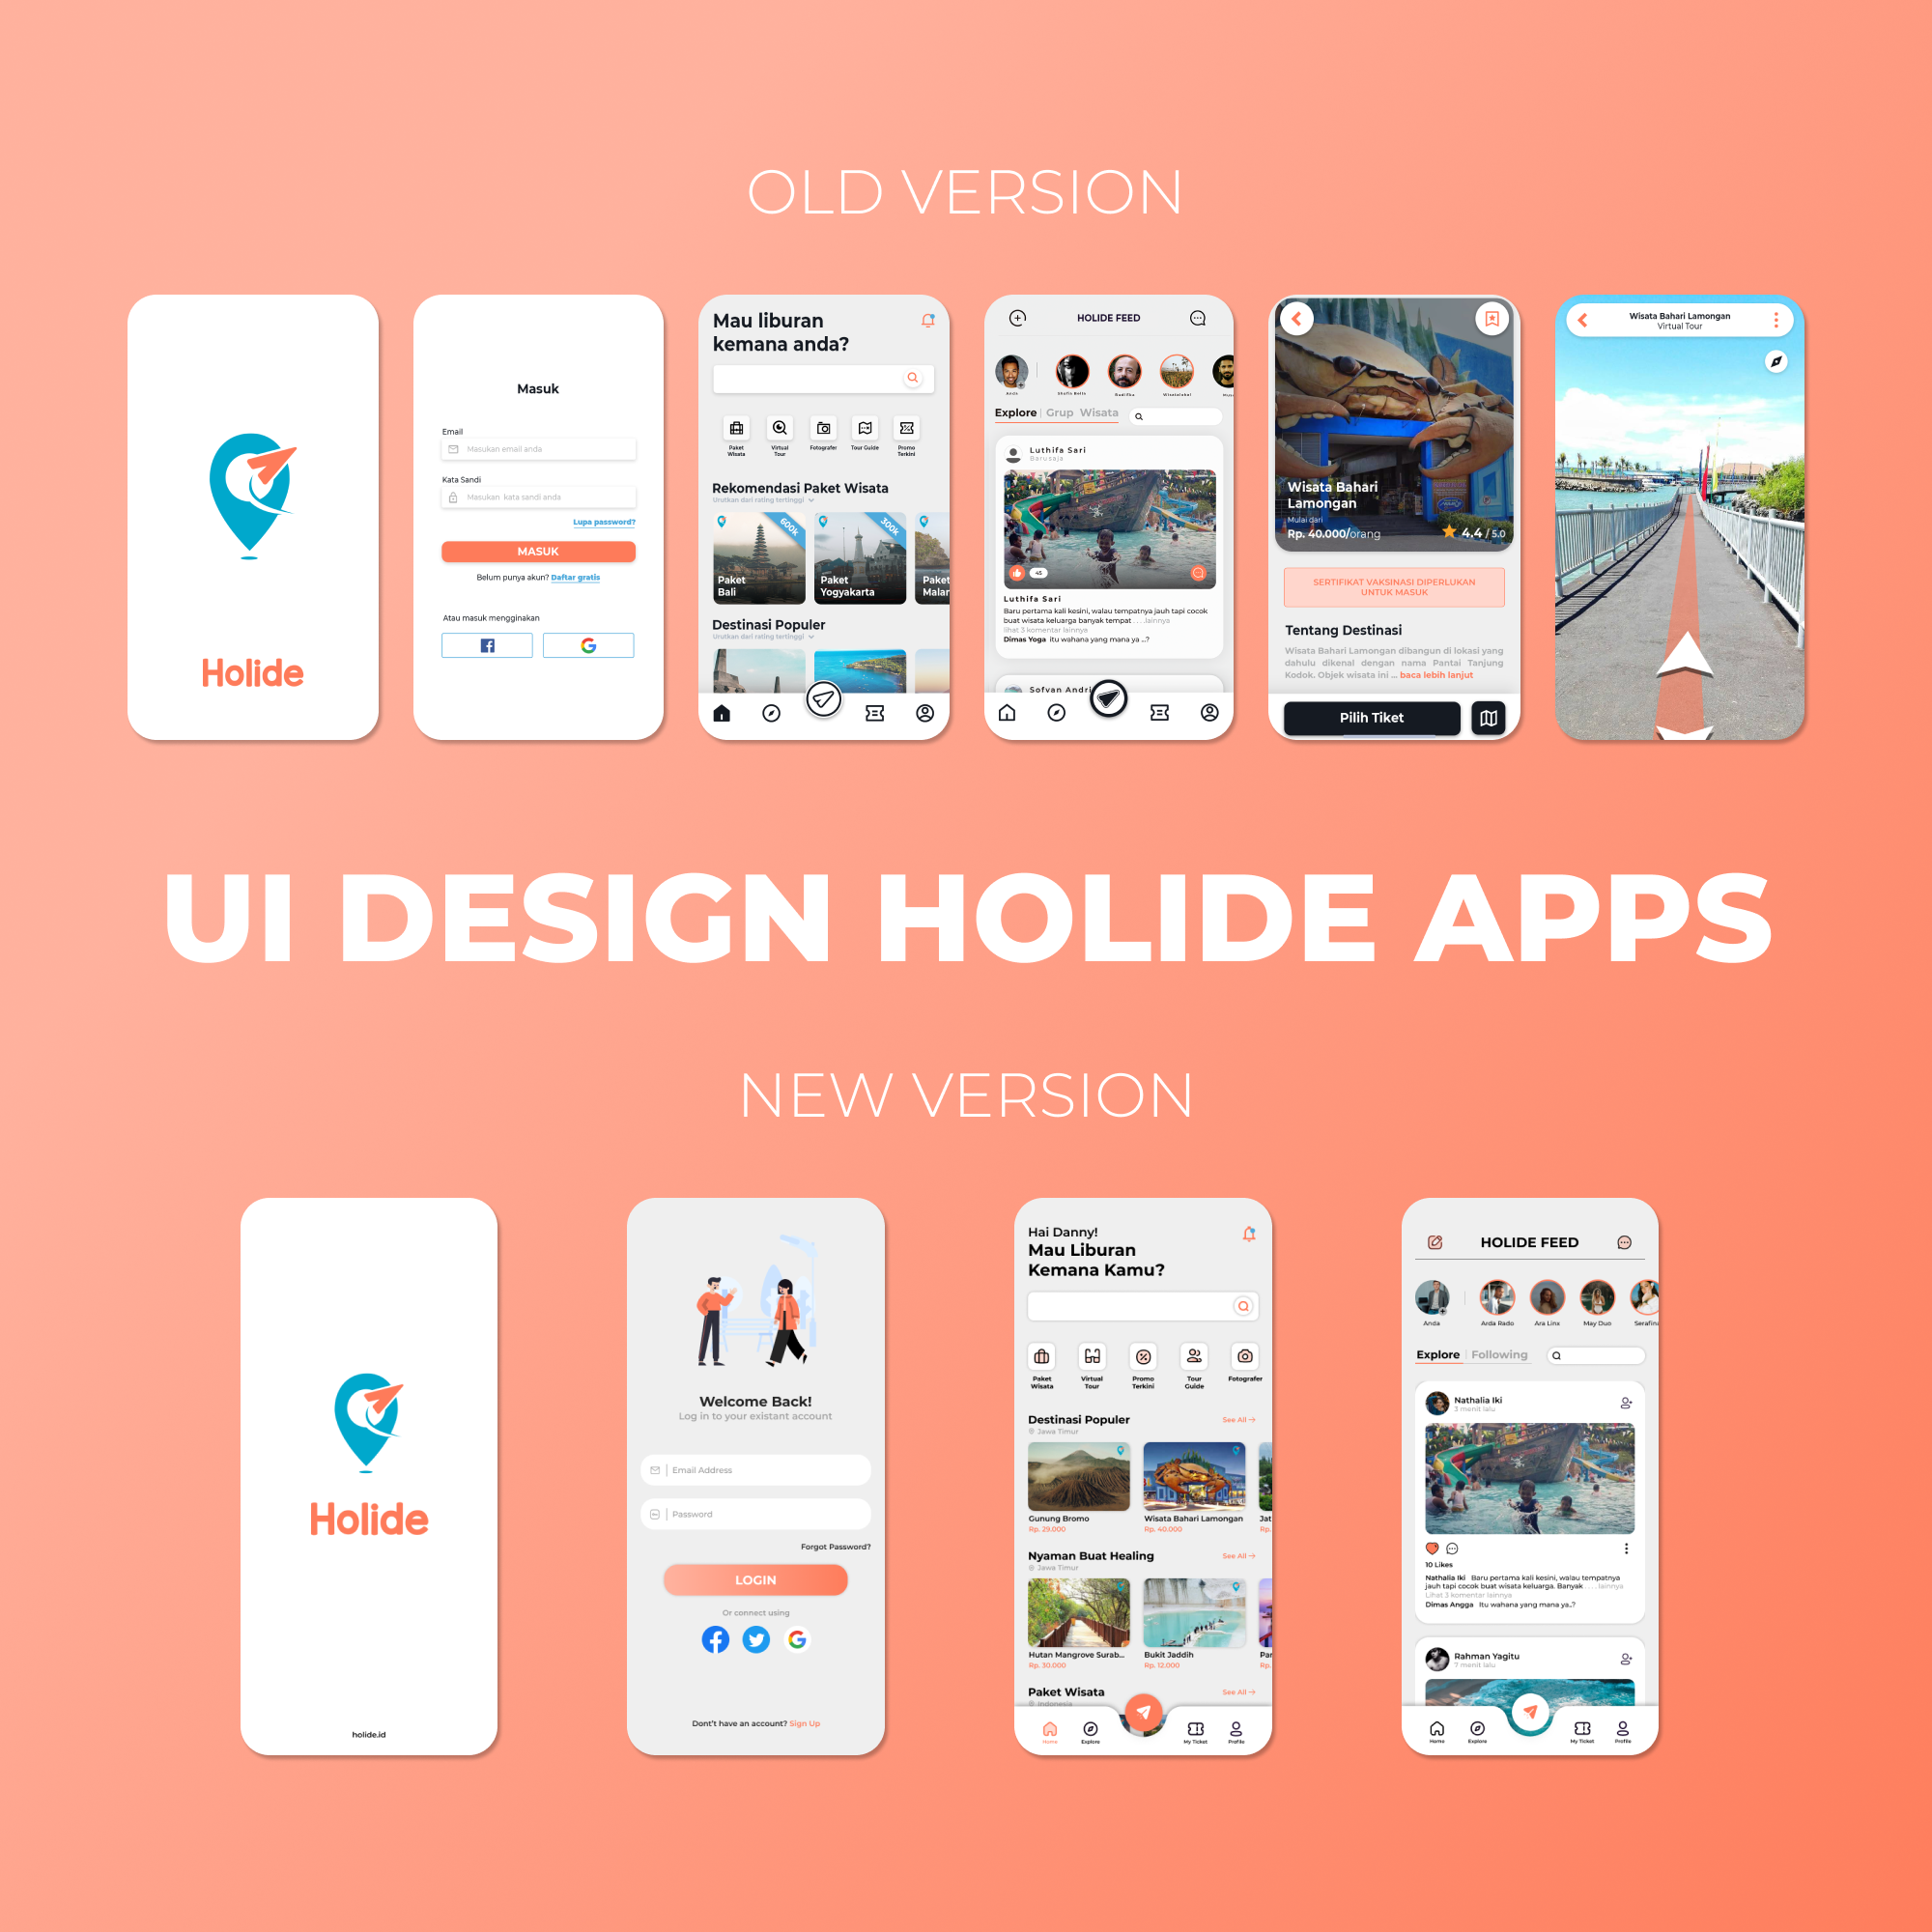 OLD VERSION
Holide
Masuk
Email
Masukan email anda
Kata Sandi
Masukan kata sandi anda
Lupa password?
MASUK
Belum punya akun? Daftar gratis
Atau masuk mengginakan
Mau liburan
kemana anda?
Paket
Wisata
Virtual
Tour
Fotografer
Tour Guide
Promo
Terkini
Rekomendasi Paket Wisata
Urutkan dari rating tertinggi
600k
Paket
Bali
300k
Paket
Yogyakarta
Paket
Malan
Destinasi Populer
Urutkan dari rating tertinggi
HOLIDE FEED
Anda
Explore
Grup
Wisata
Luthifa Sari
Barusaja
45
Luthifa Sari
Baru pertama kali kesini, walau tempatnya jauh tapi cocok
buat wisata keluarga banyak tempat . . . .lainnya
lihat 3 komentar lainnya
Dimas Yoga itu wahana yang mana ya ..?
Sofyan Andri
Wisata Bahari
Lamongan
Mulai dari
Rp. 40.000/orang
4.4 / 5.0
SERTIFIKAT VAKSINASI DIPERLUKAN
UNTUK MASUK
Tentang Destinasi
Wisata Bahari Lamongan dibangun di lokasi yang
dahulu dikenal dengan nama Pantai Tanjung
Kodok. Objek wisata ini ... baca lebih lanjut
Pilih Tiket
Wisata Bahari Lamongan
Virtual Tour
UI DESIGN HOLIDE APPS
NEW VERSION
Holide
holide.id
Welcome Back!
Log in to your existant account
Email Address
Password
Forgot Password?
LOGIN
Or connect using
Dont't have an account? Sign Up
Hai Danny!
Mau Liburan
Kemana Kamu?
Paket
Wisata
Virtual
Tour
Promo
Terkini
Tour
Guide
Fotografer
Destinasi Populer
See All →
Jawa Timur
Gunung Bromo
Rp. 29.000
Wisata Bahari Lamongan
Rp. 40.000
Jat
Rp.
Nyaman Buat Healing
See All →
Jawa Timur
Hutan Mangrove Surab...
Rp. 30.000
Bukit Jaddih
Rp. 12.000
Par
Rp.
Paket Wisata
See All →
Indonesia
Home
Explore
My Ticket
Profile
HOLIDE FEED
Anda
Arda Rado
Ara Linx
May Duo
Serafina
Explore
Following
Nathalia Iki
3 menit lalu
10 Likes
Nathalia Iki Baru pertama kali kesini, walau tempatnya
jauh tapi cocok buat wisata keluarga. Banyak . . . . lainnya
Lihat 3 komentar lainnya
Dimas Angga Itu wahana yang mana ya..?
Rahman Yagitu
7 menit lalu
Home
Explore
My Ticket
Profile